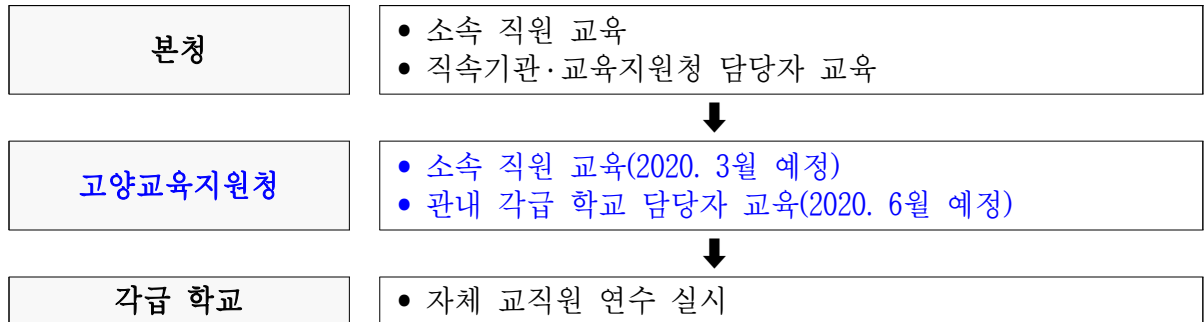 본청
• 소속 직원 교육
• 직속기관·교육지원청 담당자 교육
고양교육지원청
• 소속 직원 교육(2020. 3월 예정)
• 관내 각급 학교 담당자 교육(2020. 6월 예정)
각급 학교
• 자체 교직원 연수 실시